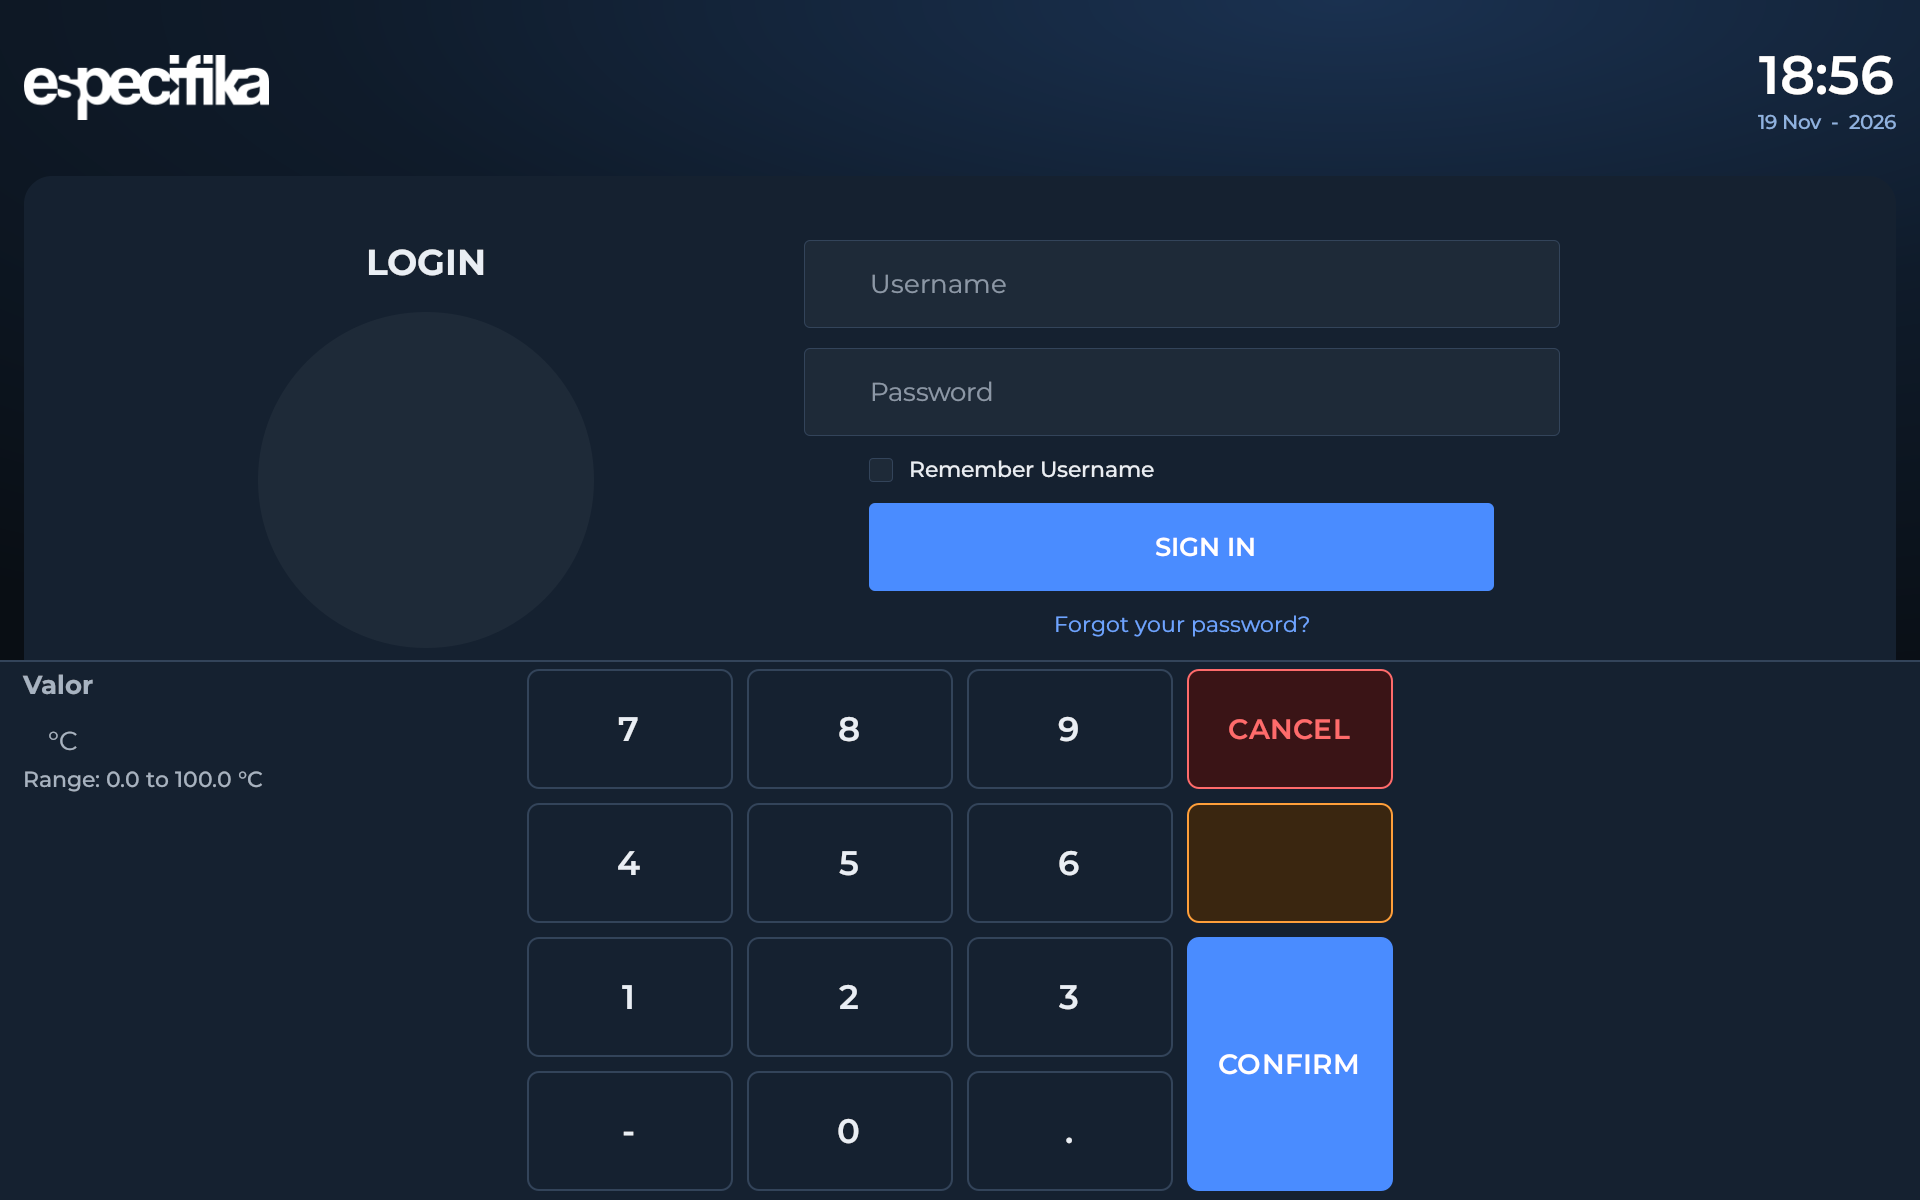 especifika
18:56
19 Nov - 2026
LOGIN
Username
Password
Remember Username
SIGN IN
Forgot your password?
Valor
°C
Range: 0.0 to 100.0 °C
7 8 9 CANCEL
4 5 6
1 2 3
CONFIRM
- 0 .